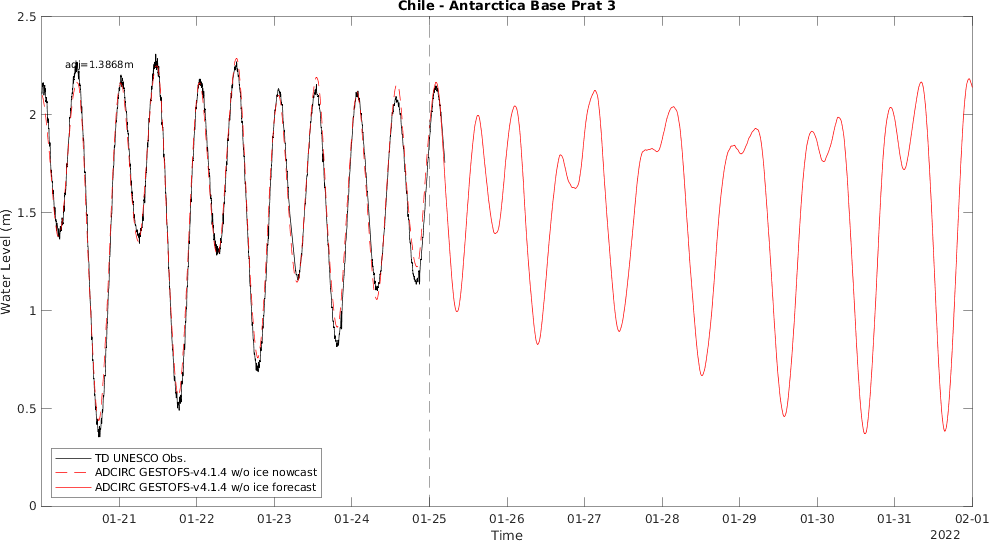 Chile - Antarctica Base Prat 3
2.5
adj=1.3868m
2
1.5
Water Level (m)
1
0.5
TD UNESCO Obs.
ADCIRC GESTOFS-v4.1.4 w/o ice nowcast
ADCIRC GESTOFS-v4.1.4 w/o ice forecast
0
01-21 01-22 01-23 01-24 01-25 01-26 01-27 01-28 01-29 01-30 01-31 02-01
Time
2022